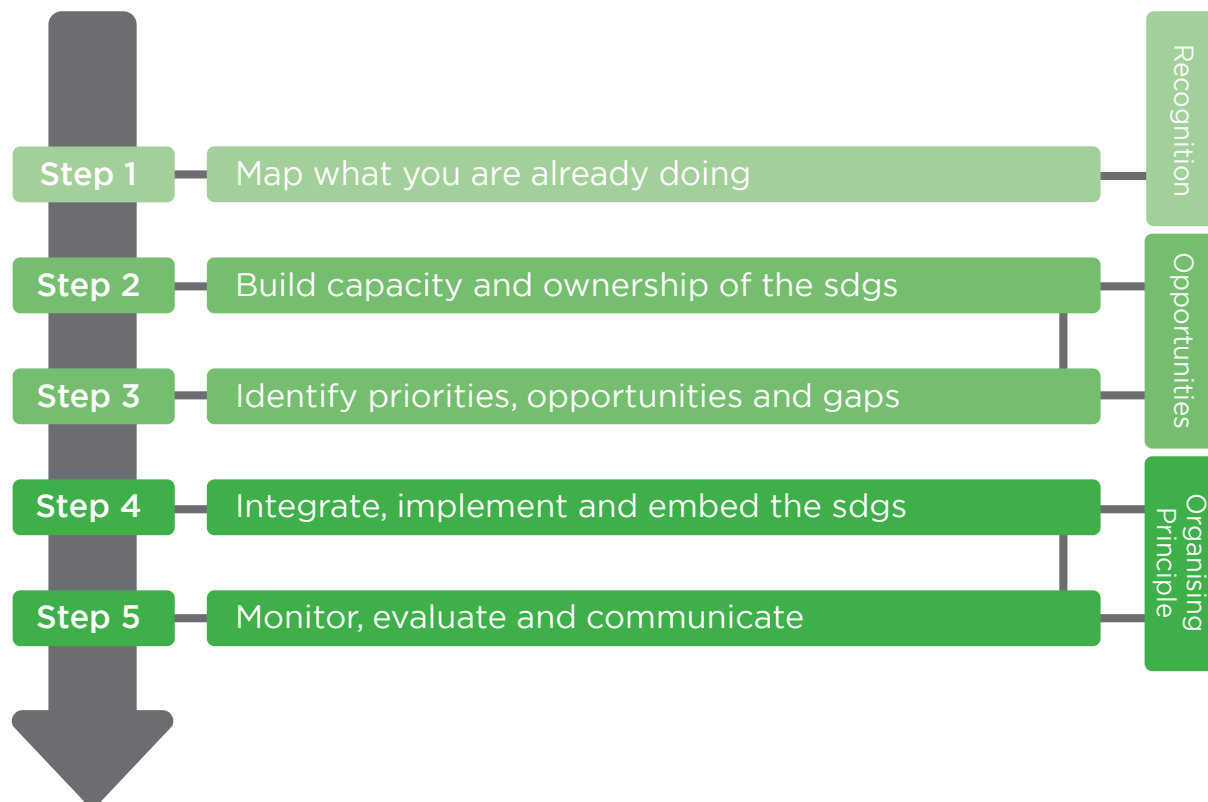 Step 1
Map what you are already doing
Recognition
Step 2
Build capacity and ownership of the sdgs
Step 3
Identify priorities, opportunities and gaps
Opportunities
Step 4
Integrate, implement and embed the sdgs
Step 5
Monitor, evaluate and communicate
Organising
Principle